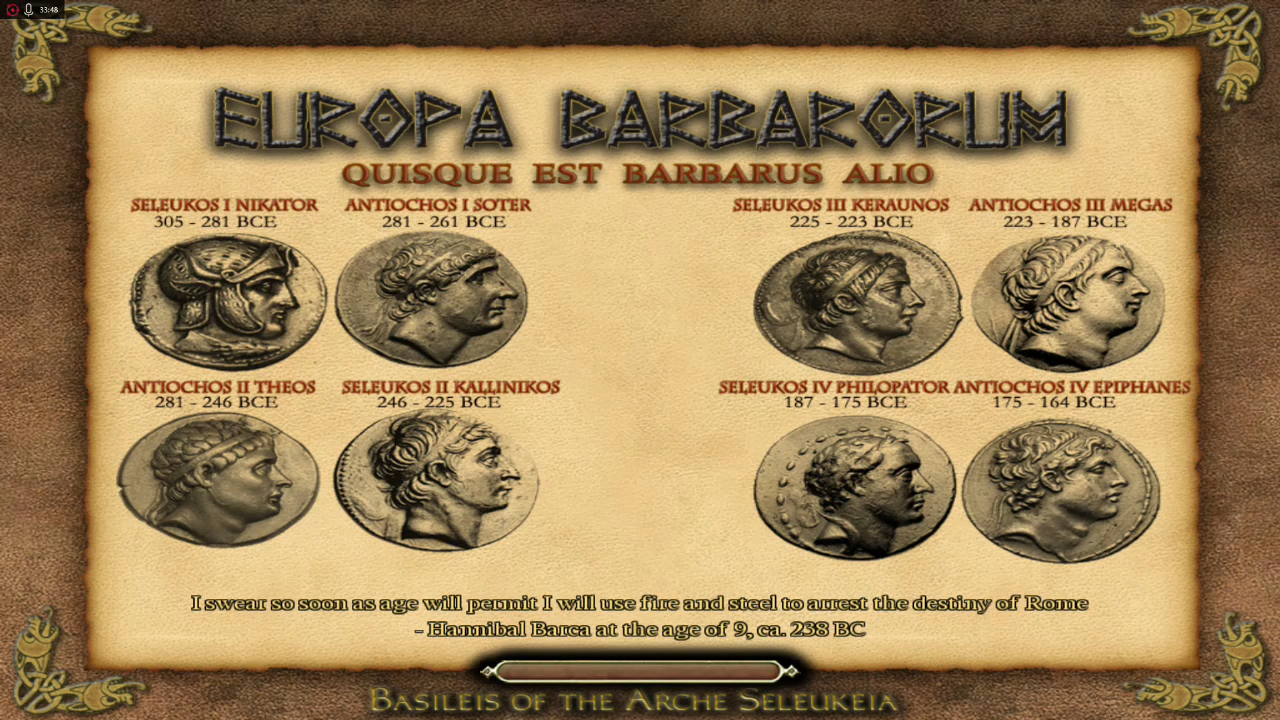 33:48
EUROPA BARBARORUM
QUISQUE EST BARBARUS ALIO
SELEUKOS I NIKATOR
305 - 281 BCE
ANTIOCHOS I SOTER
281 - 261 BCE
SELEUKOS III KERAUNOS
225 - 223 BCE
ANTIOCHOS III MEGAS
223 - 187 BCE
ANTIOCHOS II THEOS
281 - 246 BCE
SELEUKOS II KALLINIKOS
246 - 225 BCE
SELEUKOS IV PHILOPATOR
187 - 175 BCE
ANTIOCHOS IV EPIPHANES
175 - 164 BCE
I swear so soon as age will permit I will use fire and steel to arrest the destiny of Rome
- Hannibal Barca at the age of 9, ca. 238 BC
BASILEIS OF THE ARCHE SELEUKEIA